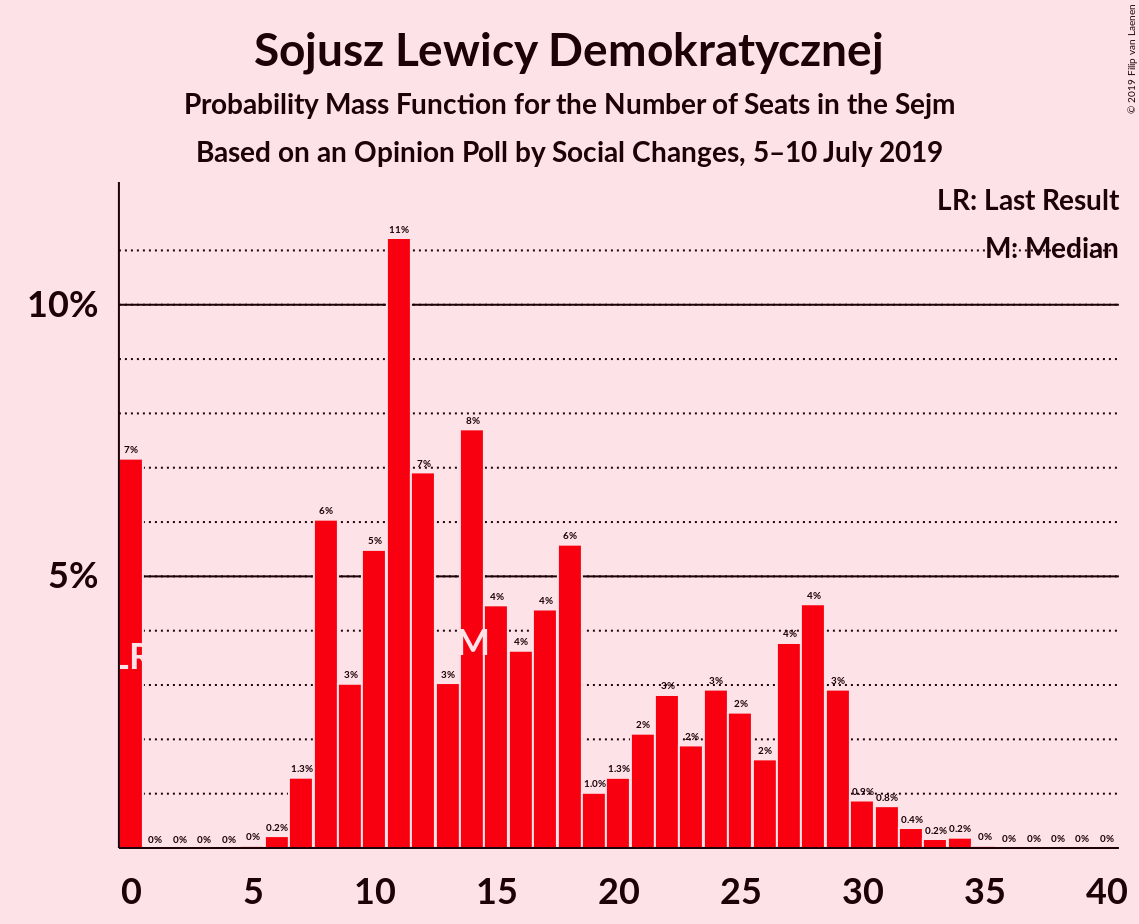 Sojusz Lewicy Demokratycznej
Probability Mass Function for the Number of Seats in the Sejm
Based on an Opinion Poll by Social Changes, 5–10 July 2019
© 2019 Filip van Laenen
LR: Last Result
M: Median
10%
5%
7% 0% 0% 0% 0% 0% 0.2% 1.3% 6% 3% 5% 11% 7% 3% 8% 4% 4% 4% 6% 1.0% 1.3% 2% 3% 2% 3% 2% 2% 4% 4% 3% 0.9% 0.8% 0.4% 0.2% 0.2% 0% 0% 0% 0% 0% 0%
LR M
0 5 10 15 20 25 30 35 40